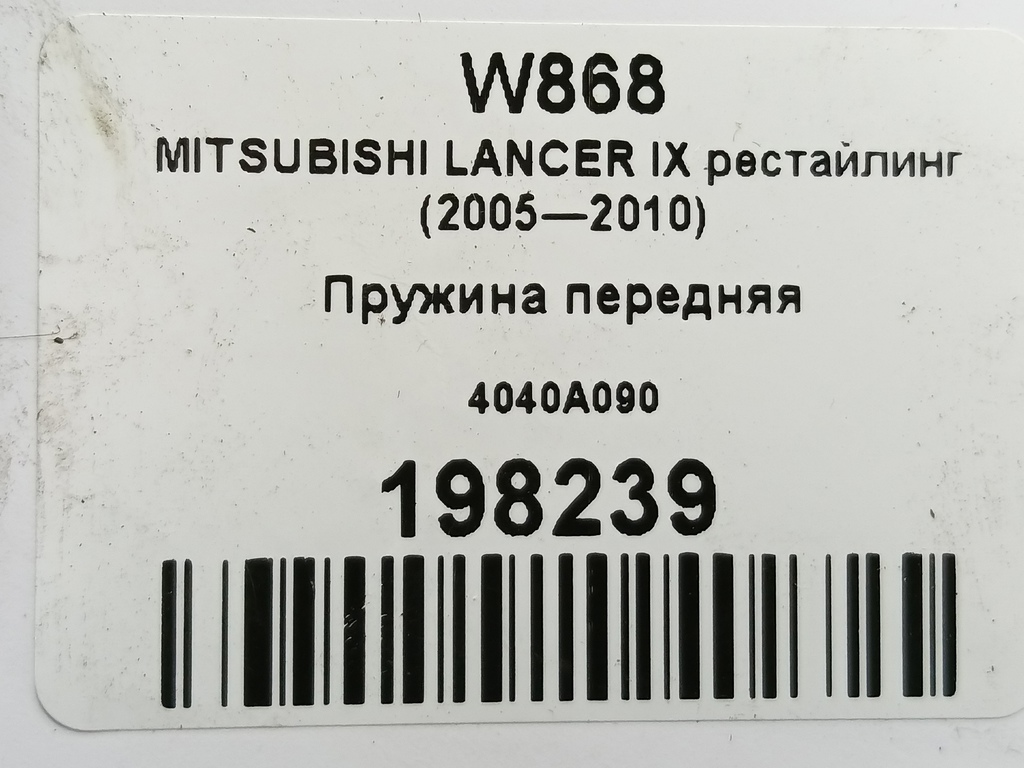 W868
MITSUBISHI LANCER IX рестайлинг
(2005—2010)
Пружина передняя
4040A090
198239